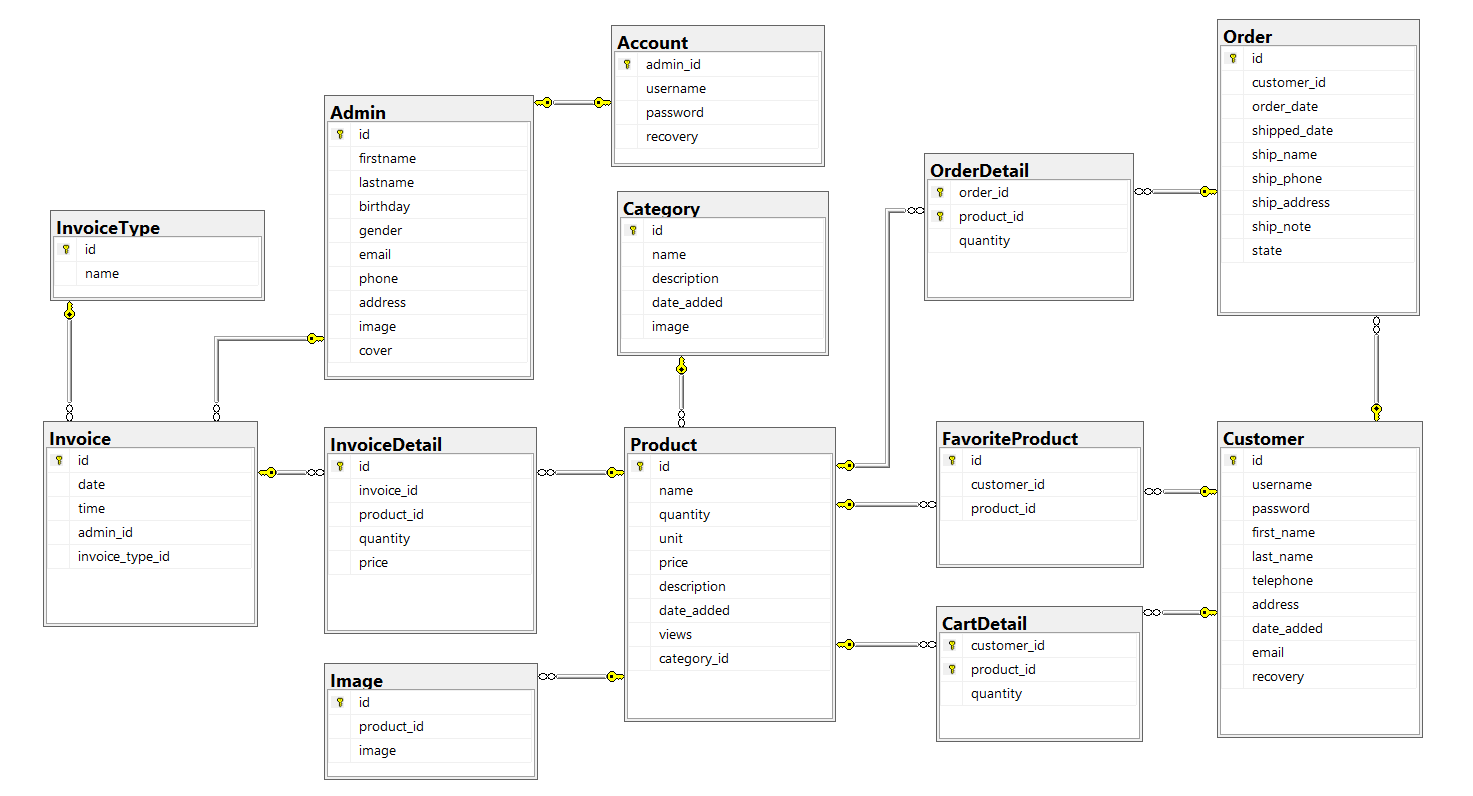 Account
admin_id
username
password
recovery
Order
id
customer_id
order_date
shipped_date
ship_name
ship_phone
ship_address
ship_note
state
Admin
id
firstname
lastname
birthday
gender
email
phone
address
image
cover
OrderDetail
order_id
product_id
quantity
Category
id
name
description
date_added
image
InvoiceType
id
name
Invoice
id
date
time
admin_id
invoice_type_id
InvoiceDetail
id
invoice_id
product_id
quantity
price
Product
id
name
quantity
unit
price
description
date_added
views
category_id
FavoriteProduct
id
customer_id
product_id
Customer
id
username
password
first_name
last_name
telephone
address
date_added
email
recovery
CartDetail
customer_id
product_id
quantity
Image
id
product_id
image